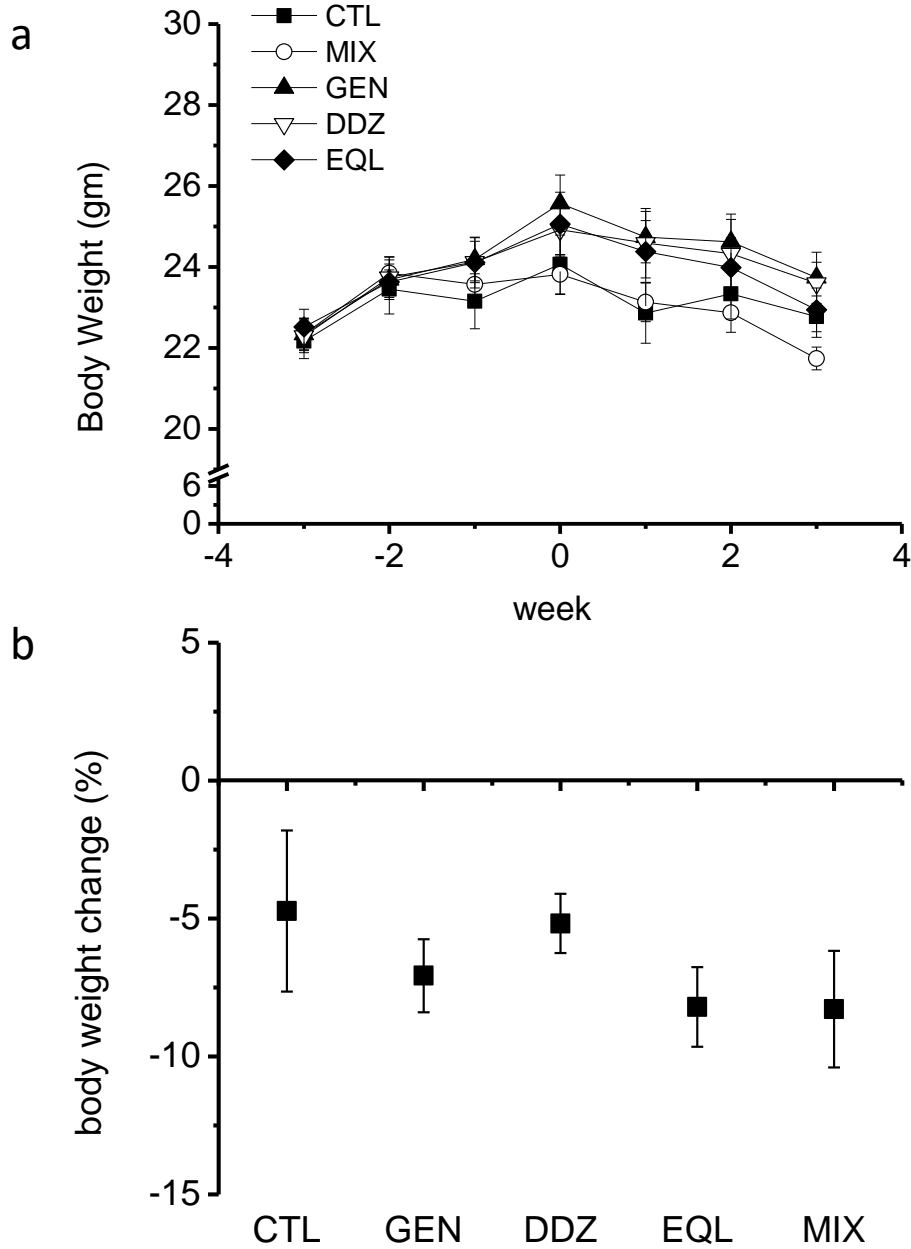 a
30
28
26
24
22
20
6
0
Body Weight (gm)
CTL
MIX
GEN
DDZ
EQL
-4 -2 0 2 4
week
b
5
0
-5
-10
-15
body weight change (%)
CTL GEN DDZ EQL MIX